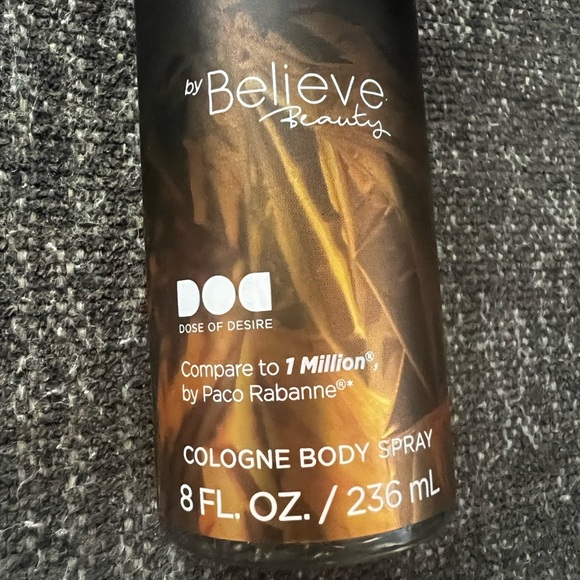 by Believe
Beauty
DOD
DOSE OF DESIRE
Compare to 1 Million®,
by Paco Rabanne®*
COLOGNE BODY SPRAY
8 FL. OZ. / 236 mL